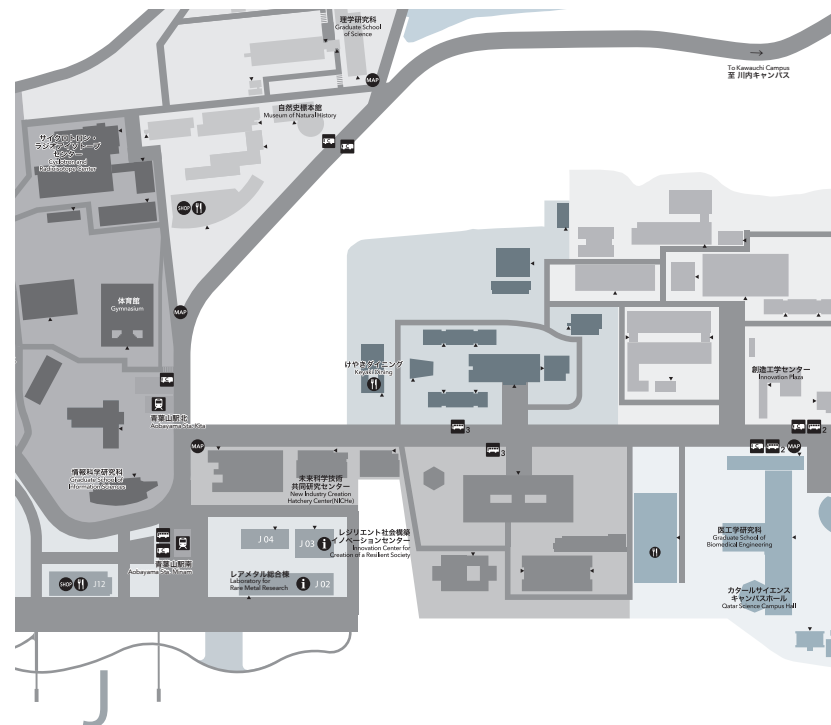 理学研究科
Graduate School
of Science
MAP
To Kawauchi Campus
至 川内キャンパス
自然史標本館
Museum of Natural History
サイクロトロン・
ラジオアイソトープ
センター
Cyclotron and
Radioisotope Center
SHOP
体育館
Gymnasium
MAP
けやきダイニング
Keyaki Dining
創造工学センター
Innovation Plaza
青葉山駅北
Aobayama Sta. Kita
3
3
2
2
MAP
MAP
情報科学研究科
Graduate School of
Information Sciences
未来科学技術
共同研究センター
New Industry Creation
Hatchery Center(NICHe)
J 04
J 03
レジリエント社会構築
イノベーションセンター
Innovation Center for
Creation of a Resilient Society
医工学研究科
Graduate School of
Biomedical Engineering
青葉山駅南
Aobayama Sta. Minami
レアメタル総合棟
Laboratory for
Rare Metal Research
J 02
SHOP
J12
カタールサイエンス
キャンパスホール
Qatar Science Campus Hall
J